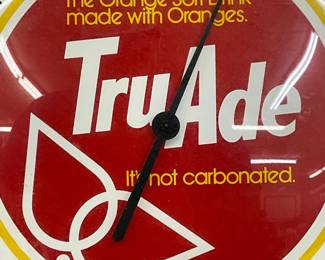 The Orange Soft Drink
made with Oranges.
TruAde
It's not carbonated.